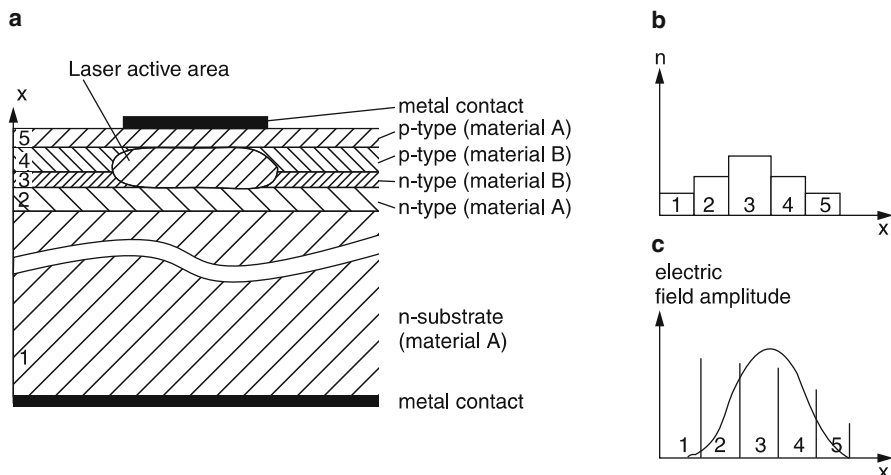 a
Laser active area
x
metal contact
5
p-type (material A)
4
p-type (material B)
3
n-type (material B)
2
n-type (material A)
n-substrate
(material A)
1
metal contact
b
n
1 2 3 4 5
x
c
electric
field amplitude
1 2 3 4 5
x